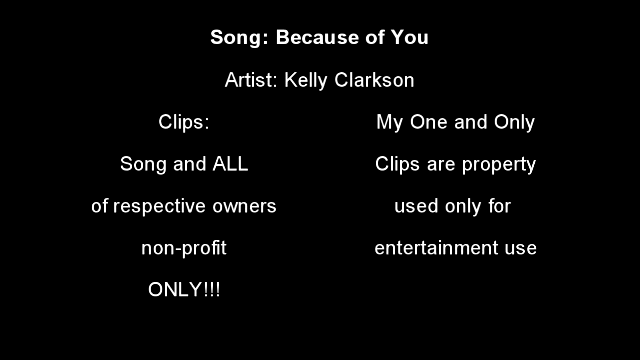 Song: Because of You
Artist: Kelly Clarkson
Clips: My One and Only
Song and ALL Clips are property
of respective owners used only for
non-profit entertainment use
ONLY!!!